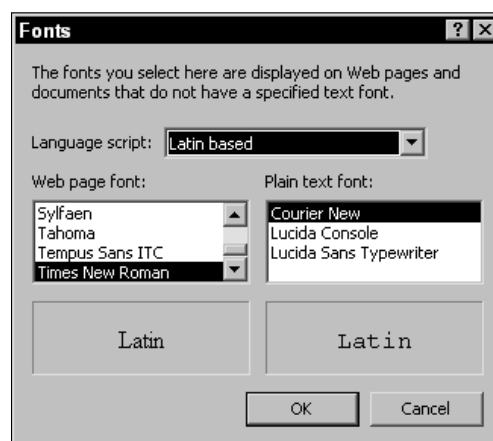 Fonts
The fonts you select here are displayed on Web pages and
documents that do not have a specified text font.
Language script: Latin based
Web page font: Plain text font:
Sylfaen
Tahoma
Tempus Sans ITC
Times New Roman
Courier New
Lucida Console
Lucida Sans Typewriter
Latin
Latin
OK Cancel